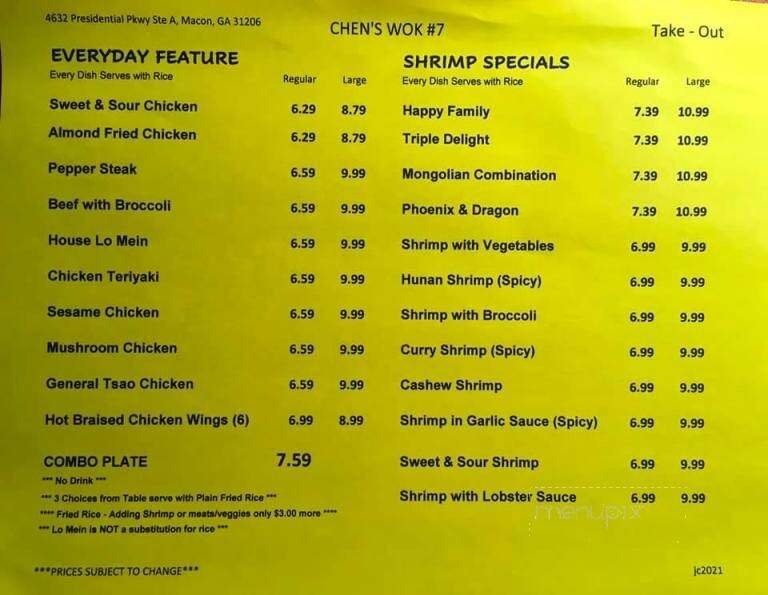 4632 Presidential Pkwy Ste A, Macon, GA 31206
CHEN'S WOK #7
Take - Out
EVERYDAY FEATURE
Every Dish Serves with Rice
Regular Large
Sweet & Sour Chicken 6.29 8.79
Almond Fried Chicken 6.29 8.79
Pepper Steak 6.59 9.99
Beef with Broccoli 6.59 9.99
House Lo Mein 6.59 9.99
Chicken Teriyaki 6.59 9.99
Sesame Chicken 6.59 9.99
Mushroom Chicken 6.59 9.99
General Tsao Chicken 6.59 9.99
Hot Braised Chicken Wings (6) 6.99 8.99
COMBO PLATE 7.59
*** No Drink ***
*** 3 Choices from Table serve with Plain Fried Rice ***
**** Fried Rice - Adding Shrimp or meats/veggies only $3.00 more ****
*** Lo Mein is NOT a substitution for rice ***
***PRICES SUBJECT TO CHANGE***
SHRIMP SPECIALS
Every Dish Serves with Rice
Regular Large
Happy Family 7.39 10.99
Triple Delight 7.39 10.99
Mongolian Combination 7.39 10.99
Phoenix & Dragon 7.39 10.99
Shrimp with Vegetables 6.99 9.99
Hunan Shrimp (Spicy) 6.99 9.99
Shrimp with Broccoli 6.99 9.99
Curry Shrimp (Spicy) 6.99 9.99
Cashew Shrimp 6.99 9.99
Shrimp in Garlic Sauce (Spicy) 6.99 9.99
Sweet & Sour Shrimp 6.99 9.99
Shrimp with Lobster Sauce 6.99 9.99
menupix
jc2021